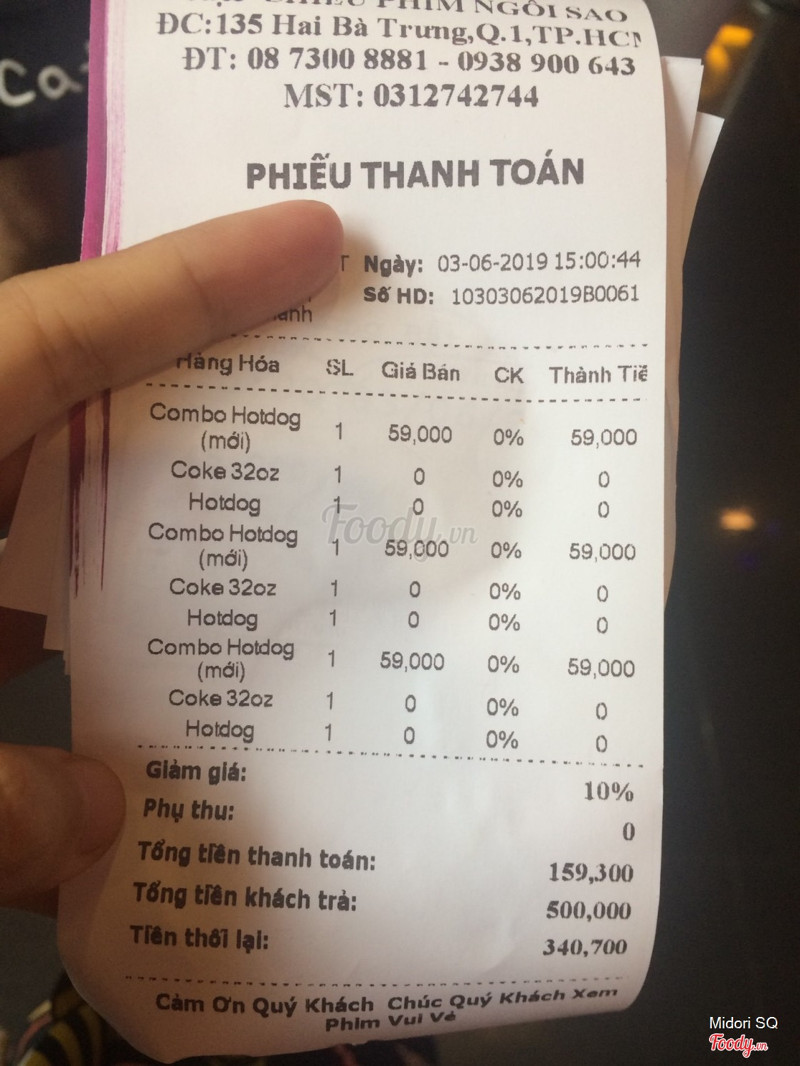 CHIẾU PHIM NGÔI SAO
ĐC:135 Hai Bà Trưng,Q.1,TP.HCM
ĐT: 08 7300 8881 - 0938 900 643
MST: 0312742744
PHIẾU THANH TOÁN
T Ngày: 03-06-2019 15:00:44
Số HD: 10303062019B0061
Hàng Hóa SL Giá Bán CK Thành Tiề
Combo Hotdog
(mới) 1 59,000 0% 59,000
Coke 32oz 1 0 0% 0
Hotdog 1 0 0% 0
Combo Hotdog
(mới) 1 59,000 0% 59,000
Coke 32oz 1 0 0% 0
Hotdog 1 0 0% 0
Combo Hotdog
(mới) 1 59,000 0% 59,000
Coke 32oz 1 0 0% 0
Hotdog 1 0 0% 0
Giảm giá: 10%
Phụ thu: 0
Tổng tiền thanh toán: 159,300
Tổng tiền khách trả: 500,000
Tiền thối lại: 340,700
Cảm Ơn Quý Khách Chúc Quý Khách Xem
Phim Vui Vẻ
Foody.vn
Midori SQ
Foody.vn